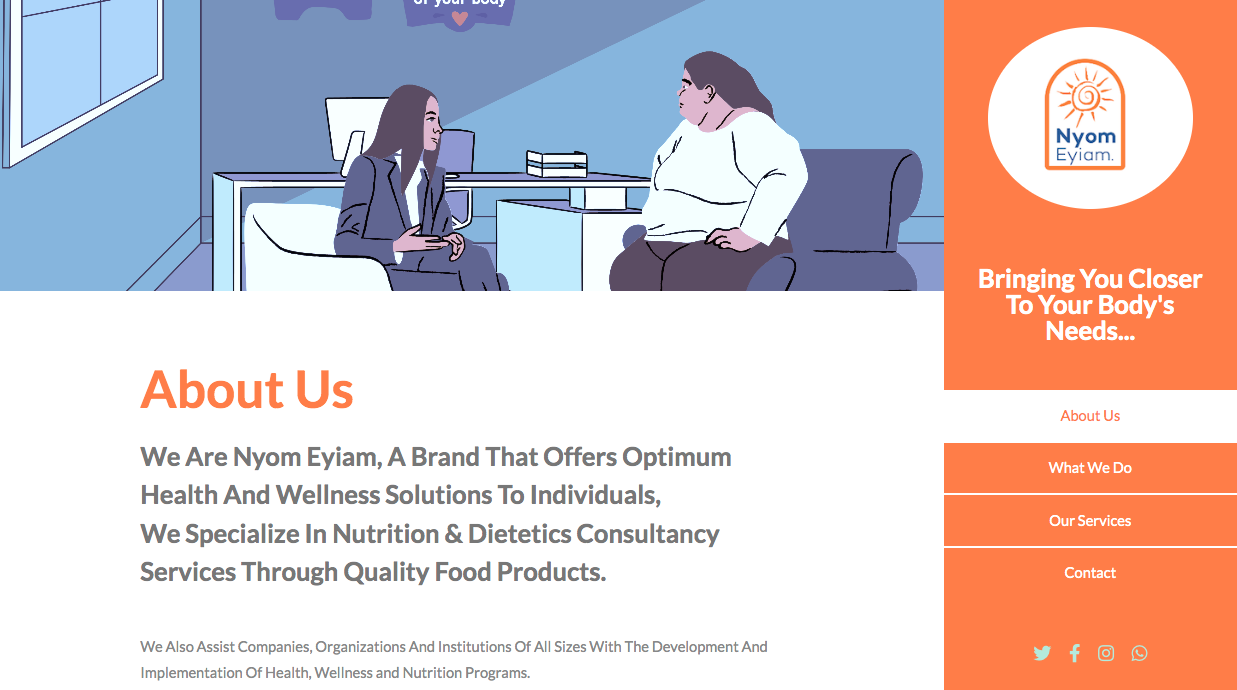 of your body
Nyom
Eyiam.
Bringing You Closer
To Your Body's
Needs...
About Us
What We Do
Our Services
Contact
About Us
We Are Nyom Eyiam, A Brand That Offers Optimum
Health And Wellness Solutions To Individuals,
We Specialize In Nutrition & Dietetics Consultancy
Services Through Quality Food Products.
We Also Assist Companies, Organizations And Institutions Of All Sizes With The Development And
Implementation Of Health, Wellness and Nutrition Programs.